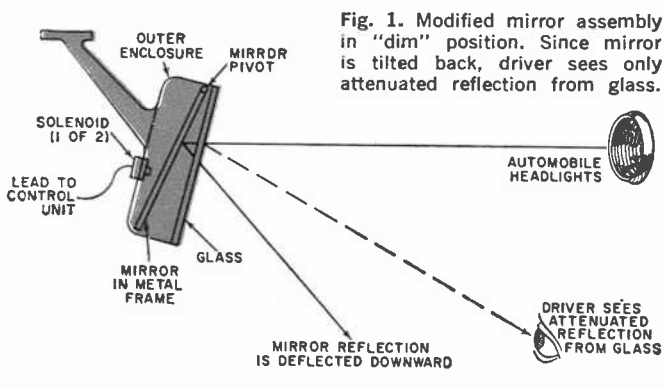 Fig. 1. Modified mirror assembly
in “dim” position. Since mirror
is tilted back, driver sees only
attenuated reflection from glass.
OUTER
ENCLOSURE
MIRROR
PIVOT
SOLENOID
(1 OF 2)
LEAD TO
CONTROL
UNIT
AUTOMOBILE
HEADLIGHTS
GLASS
MIRROR
IN METAL
FRAME
MIRROR REFLECTION
IS DEFLECTED DOWNWARD
DRIVER SEES
ATTENUATED
REFLECTION
FROM GLASS